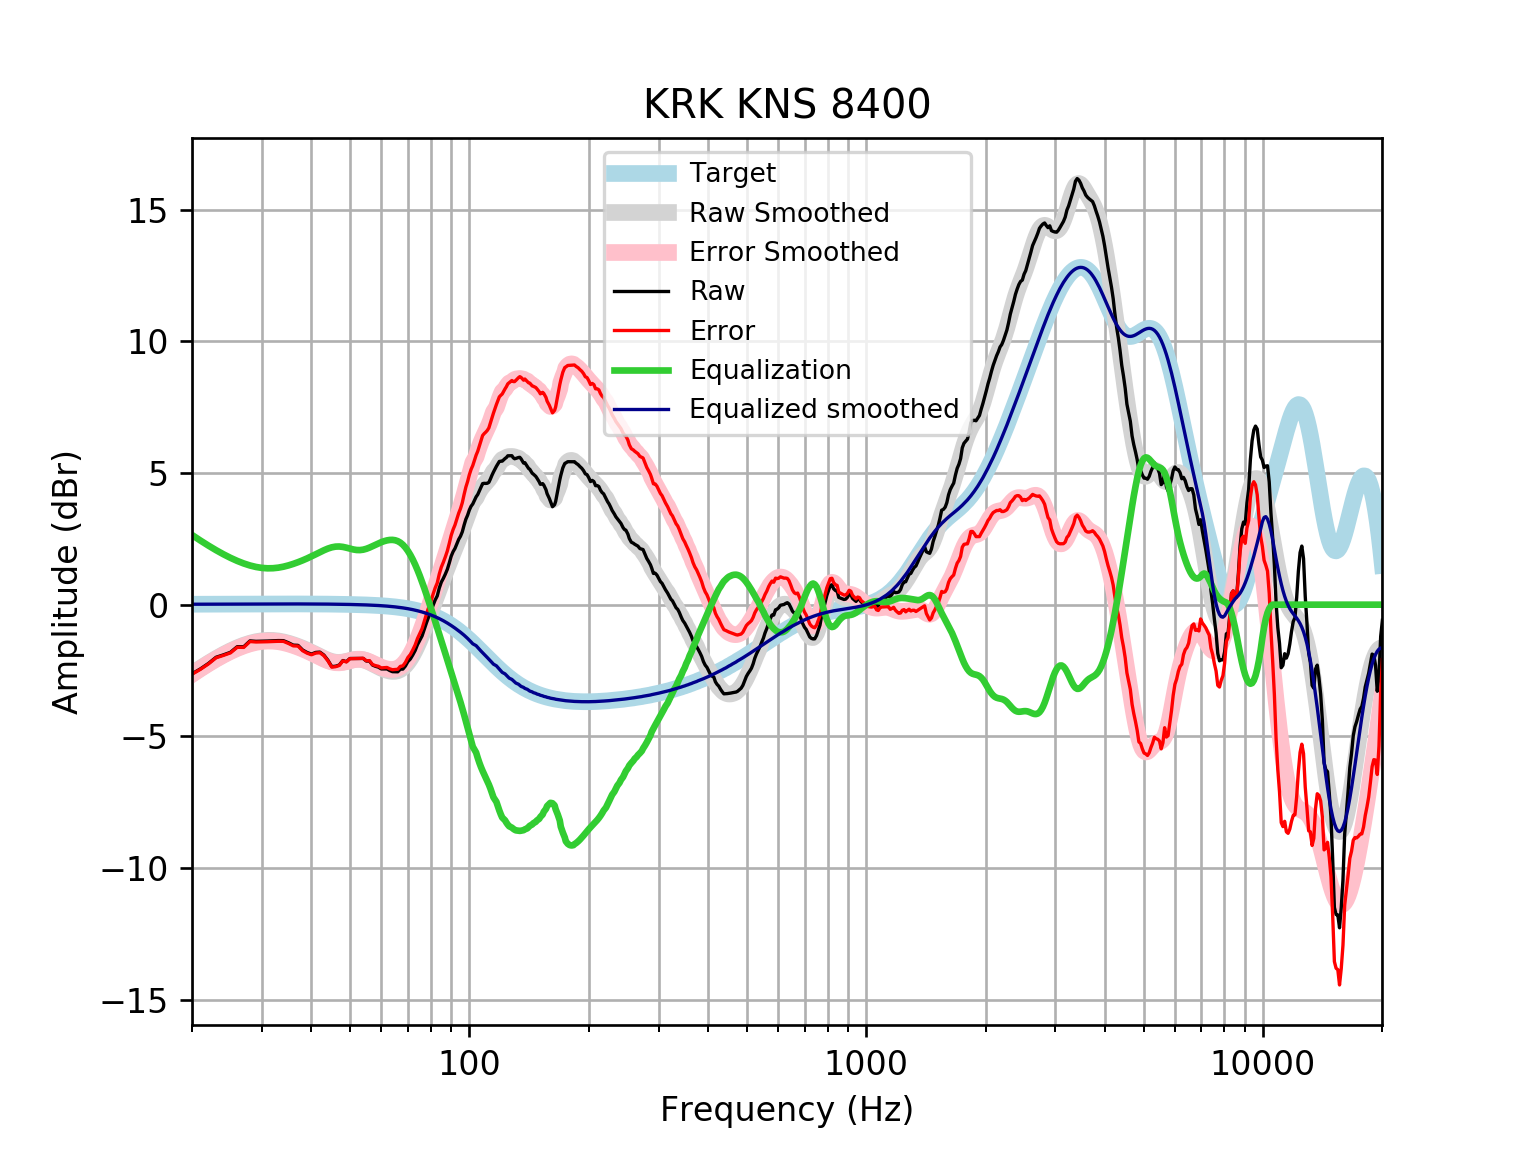 KRK KNS 8400
Target
Raw Smoothed
Error Smoothed
Raw
Error
Equalization
Equalized smoothed
15
10
5
0
−5
−10
−15
Amplitude (dBr)
100
1000
10000
Frequency (Hz)